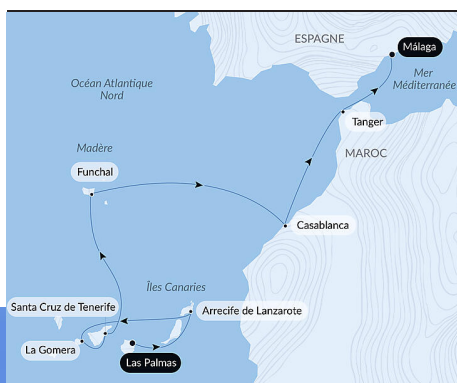 ESPAGNE
Málaga
Océan Atlantique
Nord
Mer
Méditerranée
Tanger
Madère
MAROC
Funchal
Casablanca
Îles Canaries
Santa Cruz de Tenerife
Arrecife de Lanzarote
La Gomera
Las Palmas